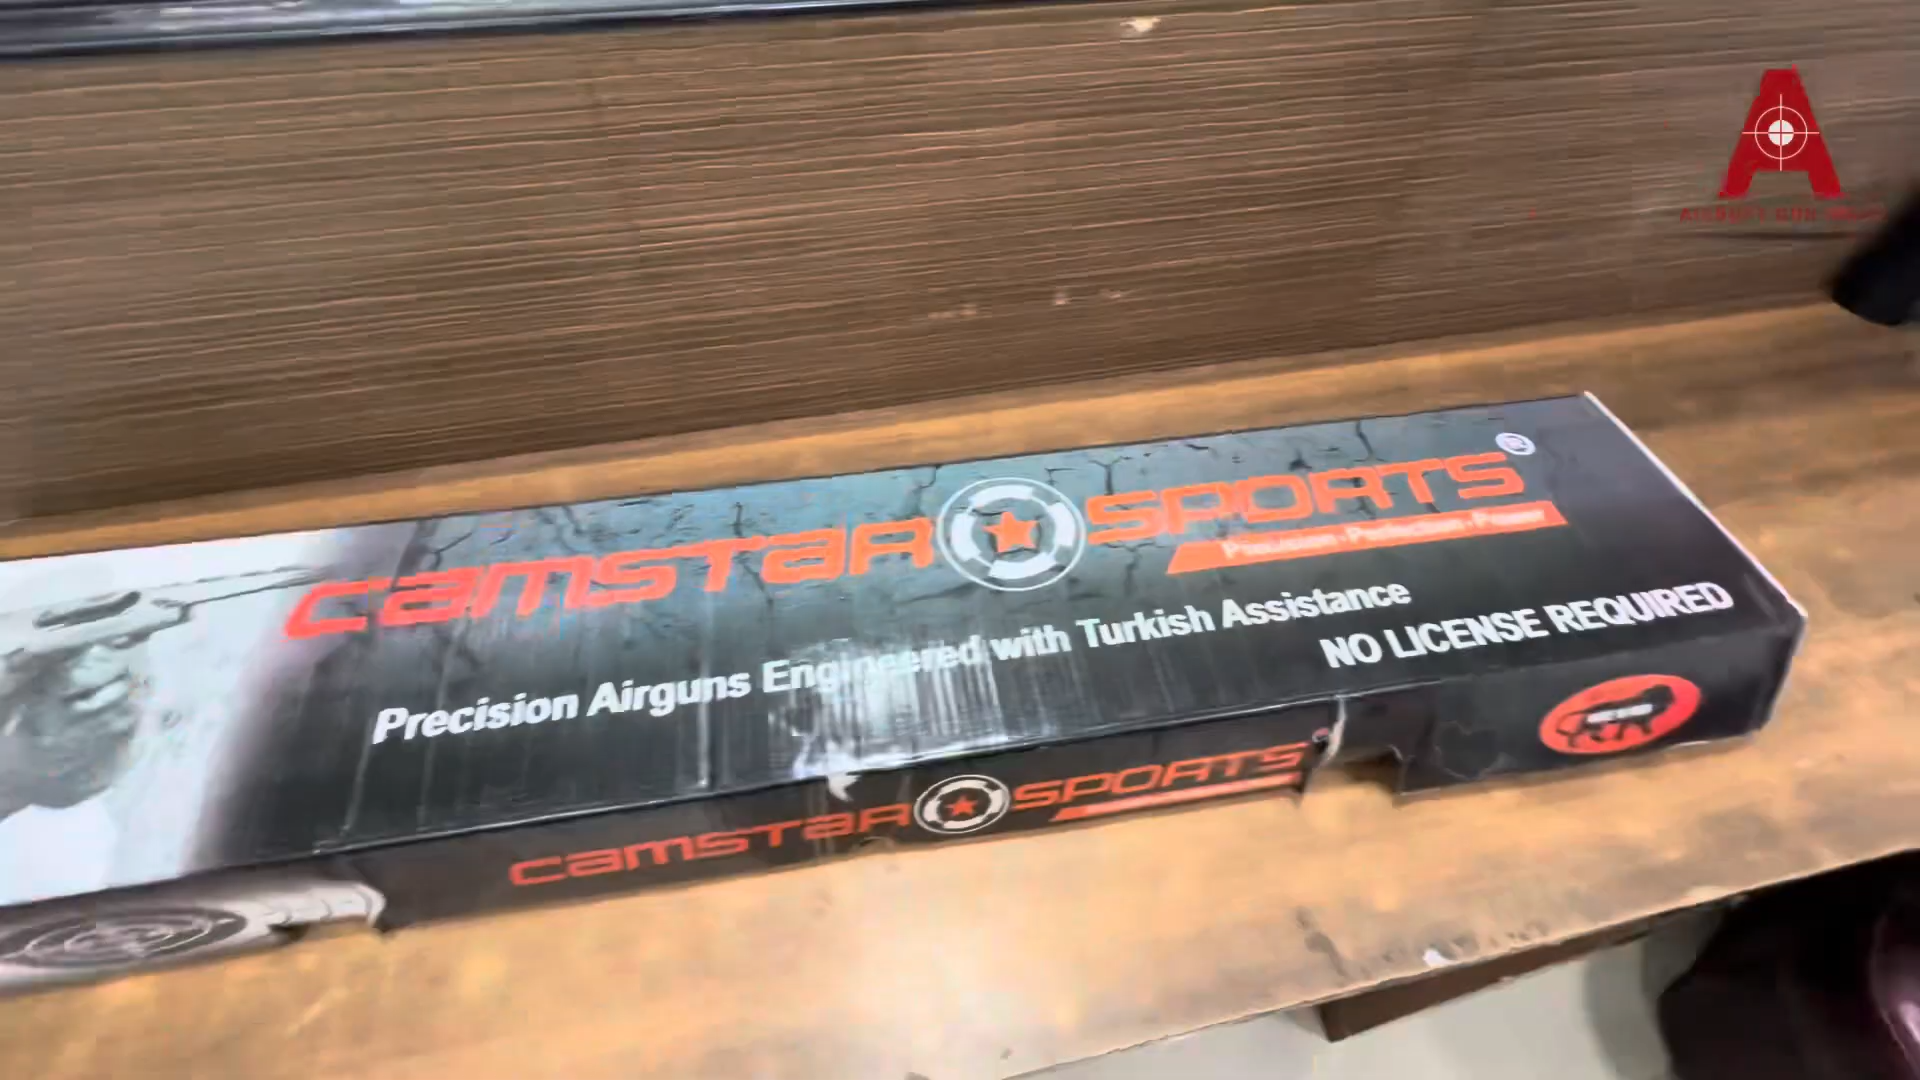 CAMSTAR SPORTS ®
Precision · Perfection · Power
Precision Airguns Engineered with Turkish Assistance
NO LICENSE REQUIRED
CAMSTAR SPORTS